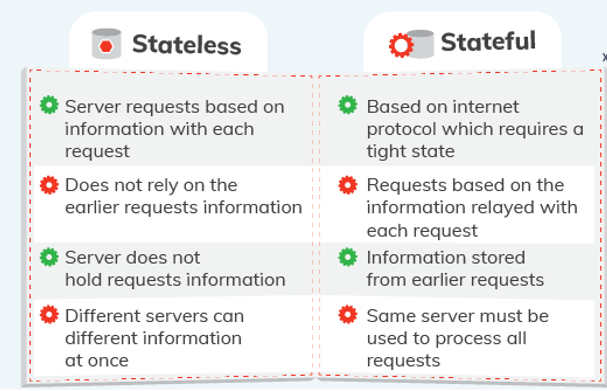 Stateless
Server requests based on
information with each
request
Does not rely on the
earlier requests information
Server does not
hold requests information
Different servers can
different information
at once
Stateful
Based on internet
protocol which requires a
tight state
Requests based on the
information relayed with
each request
Information stored
from earlier requests
Same server must be
used to process all
requests